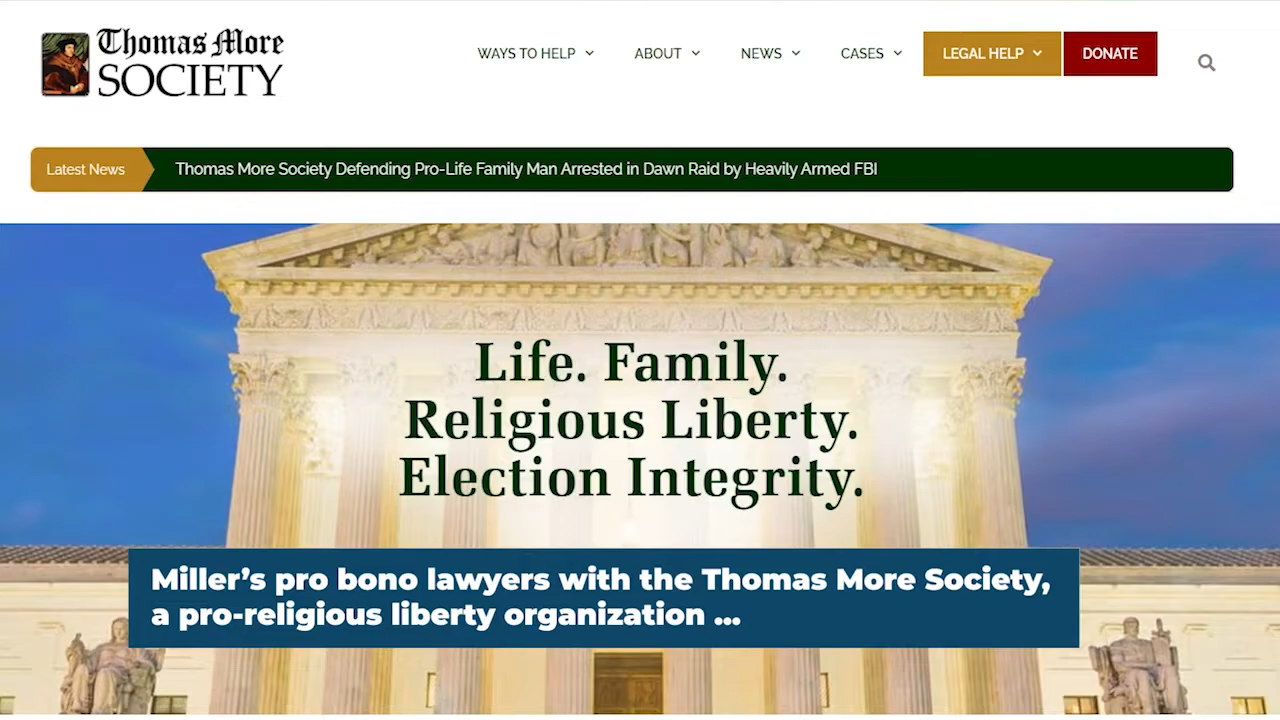 Thomas More
SOCIETY
WAYS TO HELP
ABOUT
NEWS
CASES
LEGAL HELP
DONATE
Latest News
Thomas More Society Defending Pro-Life Family Man Arrested in Dawn Raid by Heavily Armed FBI
Life. Family.
Religious Liberty.
Election Integrity.
Miller’s pro bono lawyers with the Thomas More Society,
a pro-religious liberty organization ...